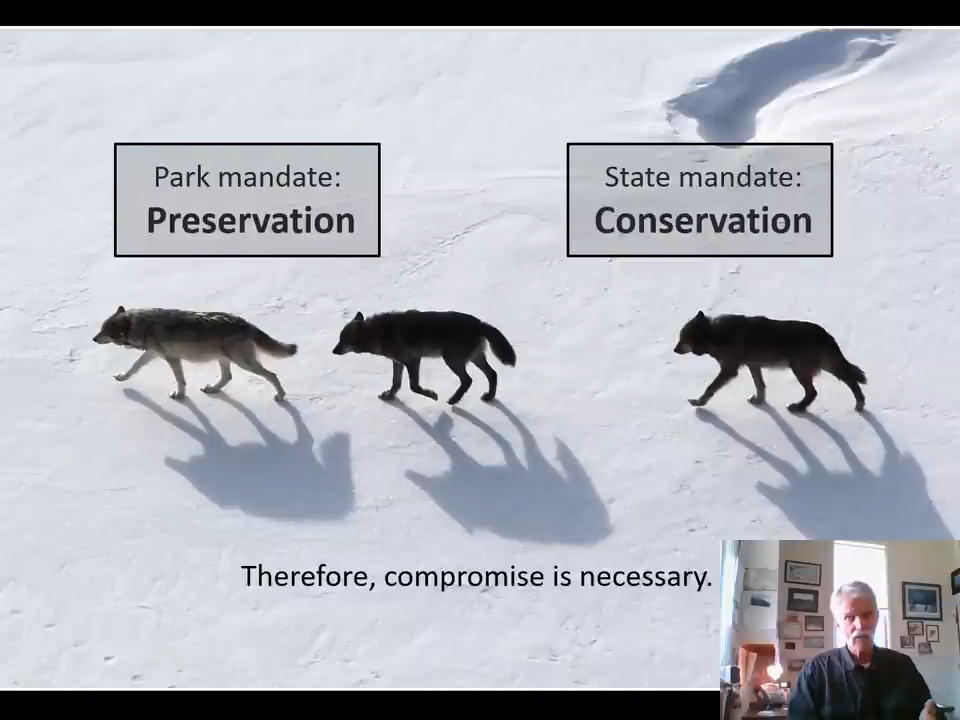 Park mandate:
Preservation
State mandate:
Conservation
Therefore, compromise is necessary.